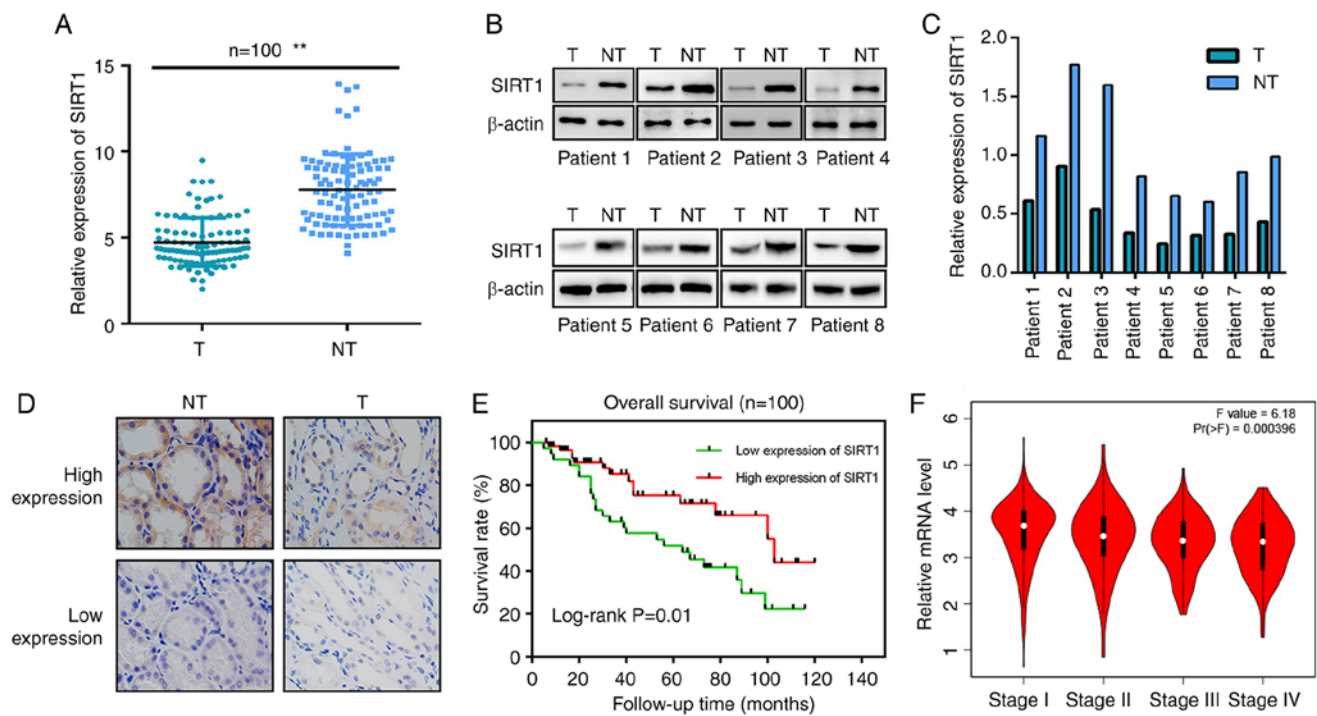 A
n=100 **
Relative expression of SIRT1
15
10
5
0
T NT
B
T NT T NT T NT T NT
SIRT1
β-actin
Patient 1 Patient 2 Patient 3 Patient 4
T NT T NT T NT T NT
SIRT1
β-actin
Patient 5 Patient 6 Patient 7 Patient 8
C
Relative expression of SIRT1
2.0
1.5
1.0
0.5
0.0
T
NT
Patient 1
Patient 2
Patient 3
Patient 4
Patient 5
Patient 6
Patient 7
Patient 8
D
NT T
High
expression
Low
expression
E
Overall survival (n=100)
Survival rate (%)
100
80
60
40
20
0
Low expression of SIRT1
High expression of SIRT1
Log-rank P=0.01
0 20 40 60 80 100 120 140
Follow-up time (months)
F
F value = 6.18
Pr(>F) = 0.000396
Relative mRNA level
6
5
4
3
2
1
Stage I Stage II Stage III Stage IV